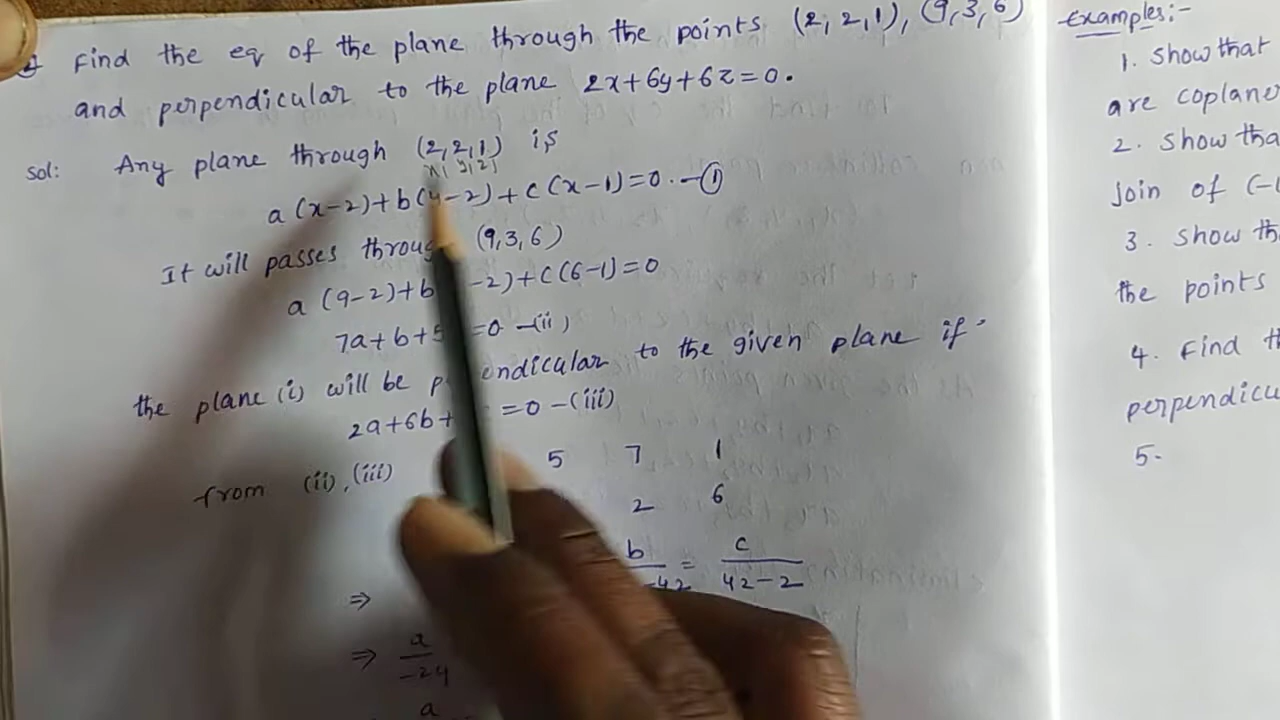 Find the eq of the plane through the points (2,2,1), (9,3,6)
and perpendicular to the plane 2x+6y+6z=0.
Sol: Any plane through (2,2,1) is
a(x-2)+b(y-2)+c(x-1)=0.-①
It will passes through (9,3,6)
a(9-2)+b -2)+c(6-1)=0
7a+b+5 =0-(ii)
the plane (i) will be p endicular to the given plane if
2a+6b+ =0-(iii)
from (ii),(iii) 5 7 1
2 6
b = c
-42 42-2
⇒
⇒ a
-24
a
Examples:-
1. Show that
are coplaner
2. Show tha
join of (-1
3. Show th
the points
4. Find th
perpendicu
5.